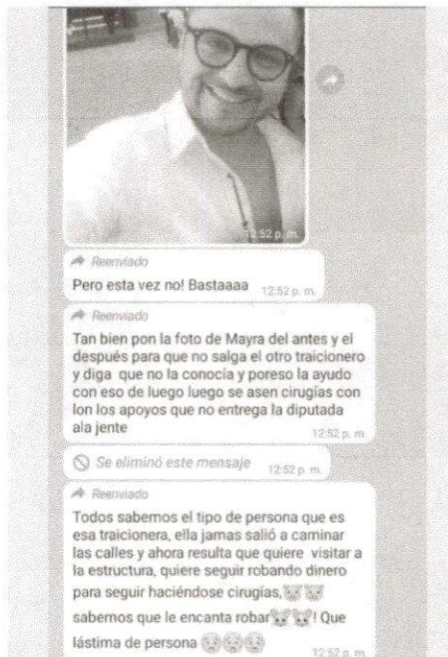 12:52 p. m.
Reenviado
Pero esta vez no! Bastaaaa 12:52 p. m.
Reenviado
Tan bien pon la foto de Mayra del antes y el
después para que no salga el otro traicionero
y diga que no la conocía y poreso la ayudo
con eso de luego luego se asen cirugías con
lon los apoyos que no entrega la diputada
ala jente
12:52 p. m.
Se eliminó este mensaje 12:52 p. m.
Reenviado
Todos sabemos el tipo de persona que es
esa traicionera, ella jamas salió a caminar
las calles y ahora resulta que quiere visitar a
la estructura, quiere seguir robando dinero
para seguir haciéndose cirugías,
sabemos que le encanta robar ! Que
lástima de persona
12:52 p. m.